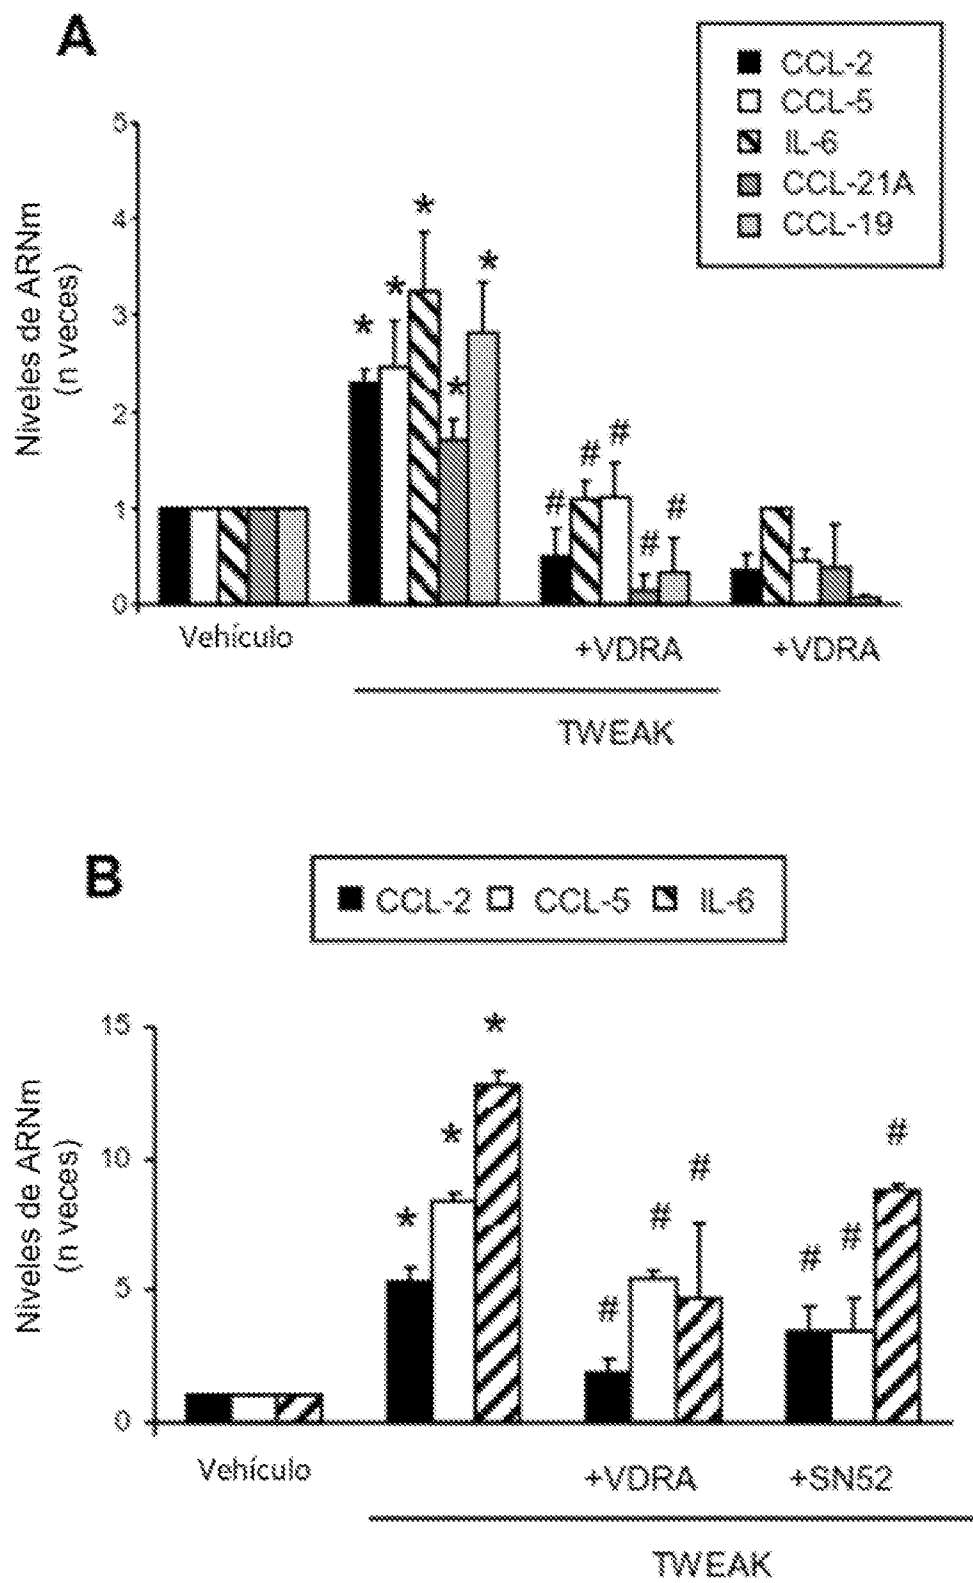 A
CCL-2
CCL-5
IL-6
CCL-21A
CCL-19
Niveles de ARNm
(n veces)
5
4
3
2
1
0
*
*
*
*
*
#
#
#
#
#
Vehículo
+VDRA
+VDRA
TWEAK
B
CCL-2 CCL-5 IL-6
Niveles de ARNm
(n veces)
15
10
5
0
*
*
*
#
#
#
#
#
#
Vehículo
+VDRA
+SN52
TWEAK